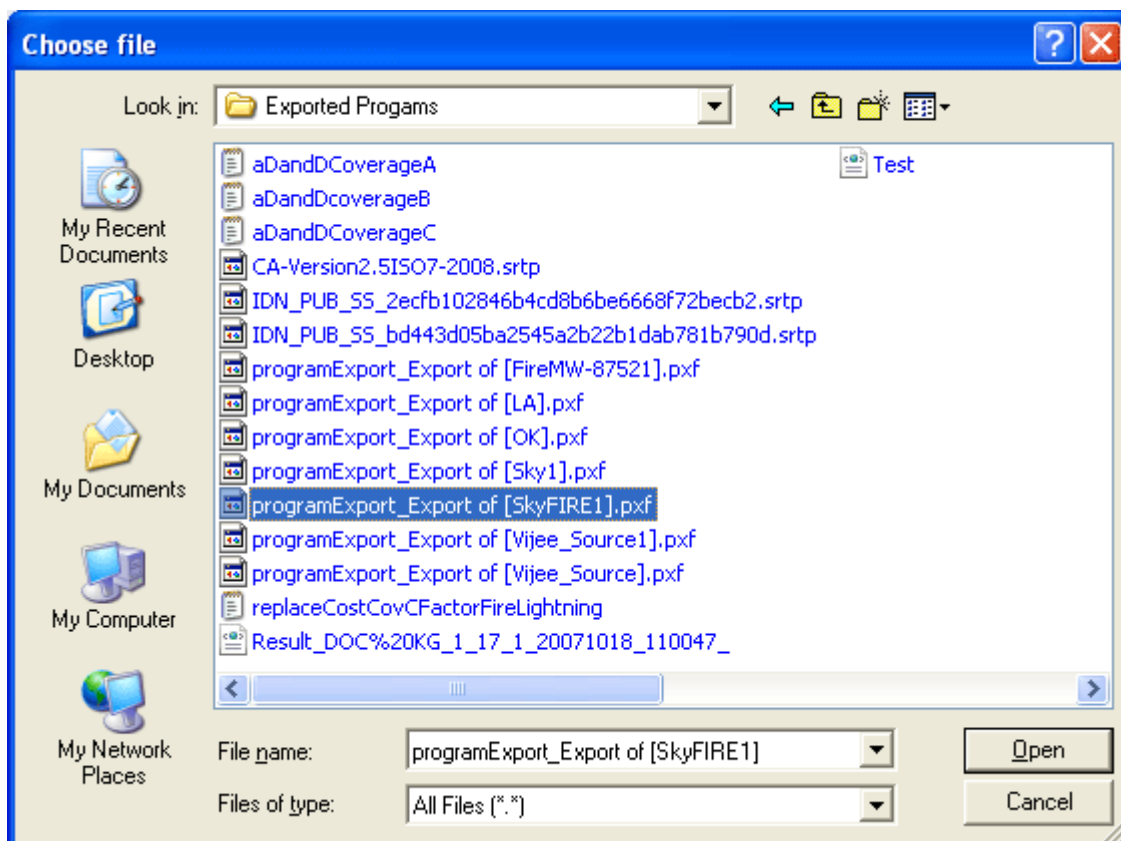 Choose file
Look in: Exported Progams
My Recent Documents
Desktop
My Documents
My Computer
My Network Places
aDandDCoverageA
aDandDcoverageB
aDandDCoverageC
CA-Version2.5ISO7-2008.srtp
IDN_PUB_SS_2ecfb102846b4cd8b6be6668f72becb2.srtp
IDN_PUB_SS_bd443d05ba2545a2b22b1dab781b790d.srtp
programExport_Export of [FireMW-87521].pxf
programExport_Export of [LA].pxf
programExport_Export of [OK].pxf
programExport_Export of [Sky1].pxf
programExport_Export of [SkyFIRE1].pxf
programExport_Export of [Vijee_Source1].pxf
programExport_Export of [Vijee_Source].pxf
replaceCostCovCFactorFireLightning
Result_DOC%20KG_1_17_1_20071018_110047_
Test
File name: programExport_Export of [SkyFIRE1] Open
Files of type: All Files (*.*) Cancel